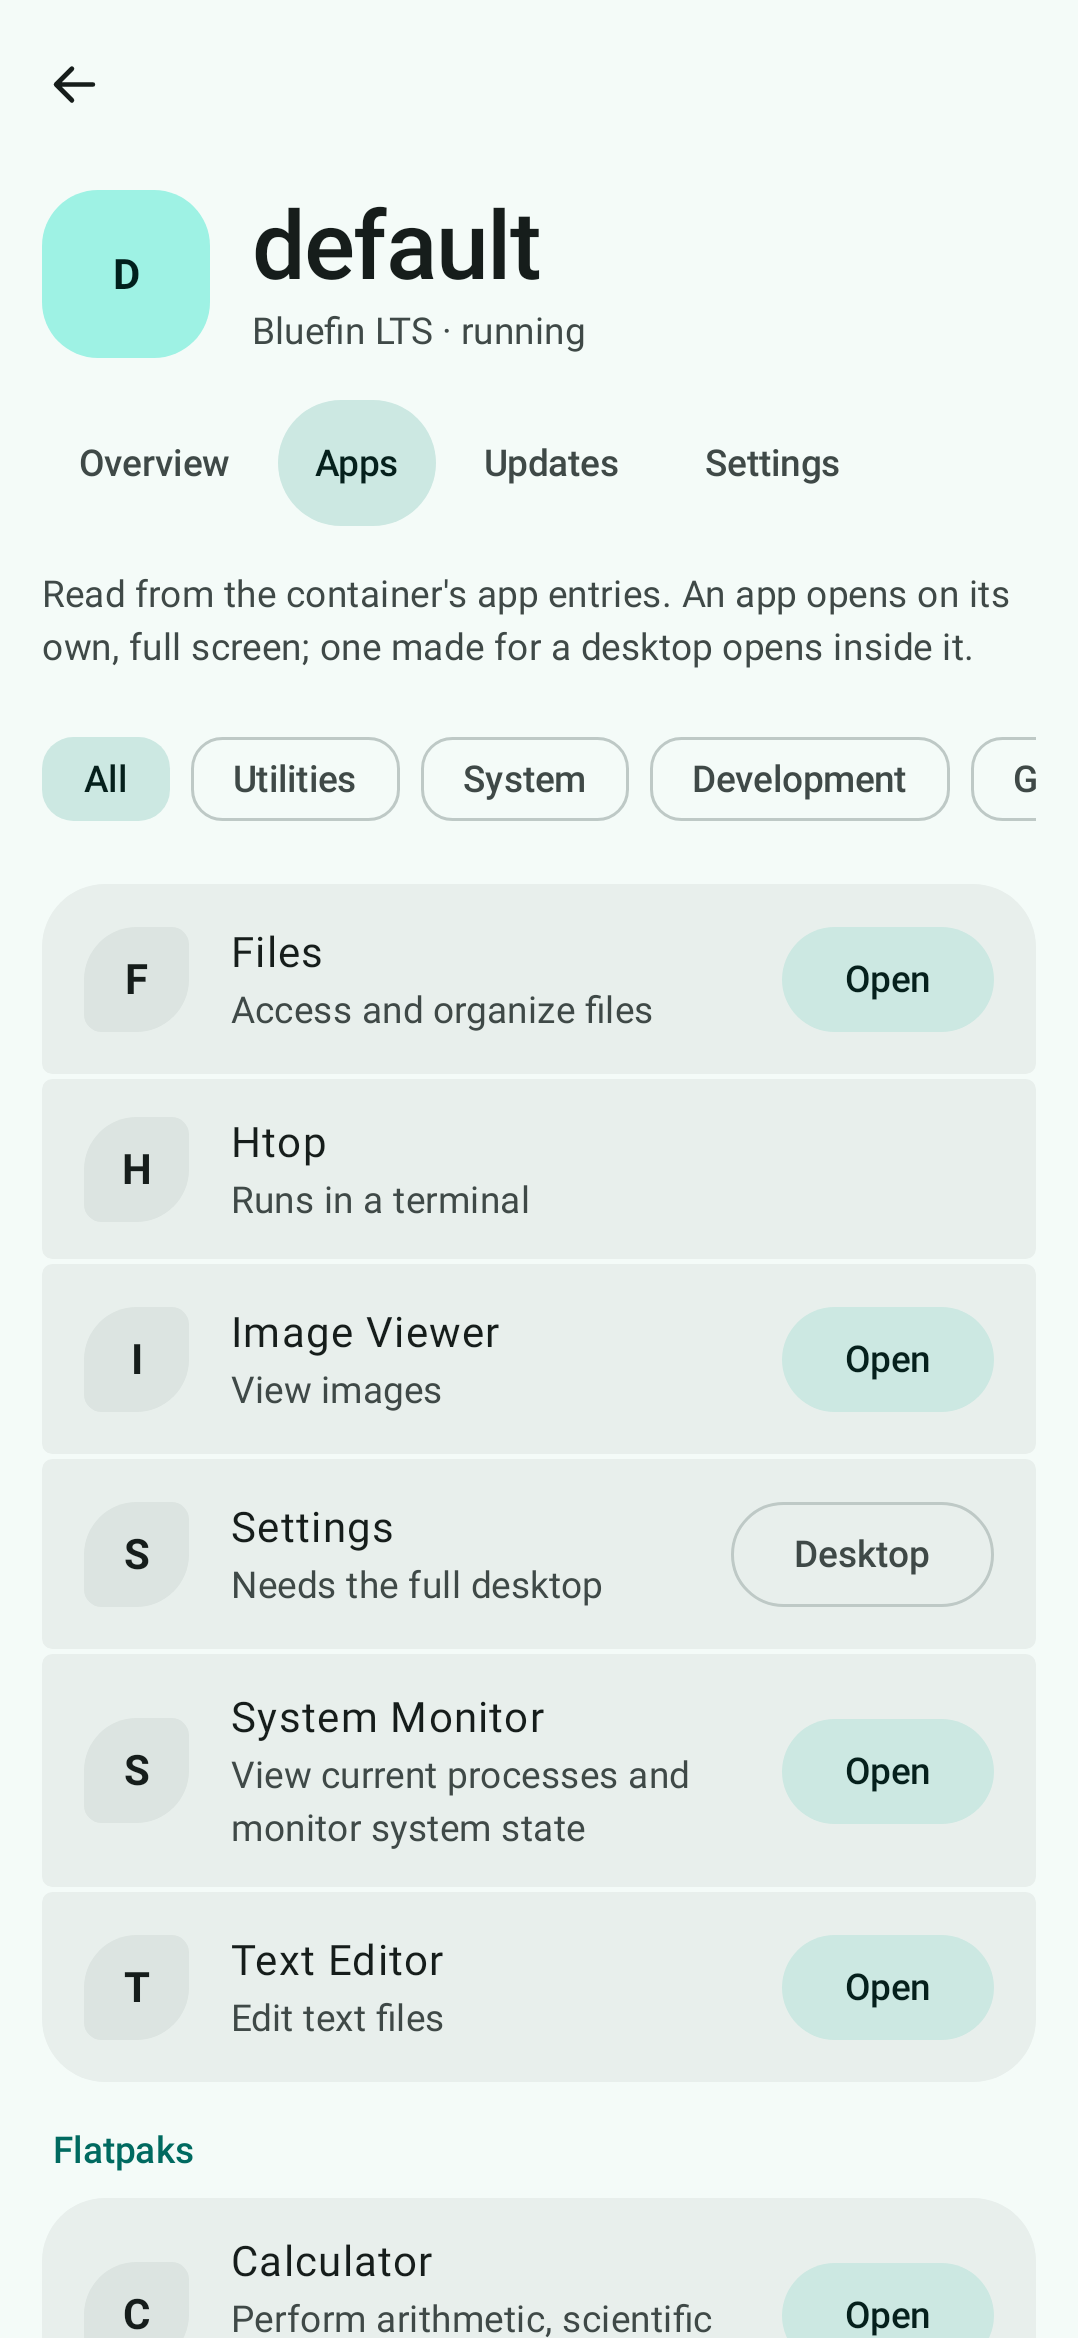 D
default
Bluefin LTS · running
Overview
Apps
Updates
Settings
Read from the container's app entries. An app opens on its
own, full screen; one made for a desktop opens inside it.
All
Utilities
System
Development
G
F
Files
Access and organize files
Open
H
Htop
Runs in a terminal
I
Image Viewer
View images
Open
S
Settings
Needs the full desktop
Desktop
S
System Monitor
View current processes and
monitor system state
Open
T
Text Editor
Edit text files
Open
Flatpaks
C
Calculator
Perform arithmetic, scientific
Open